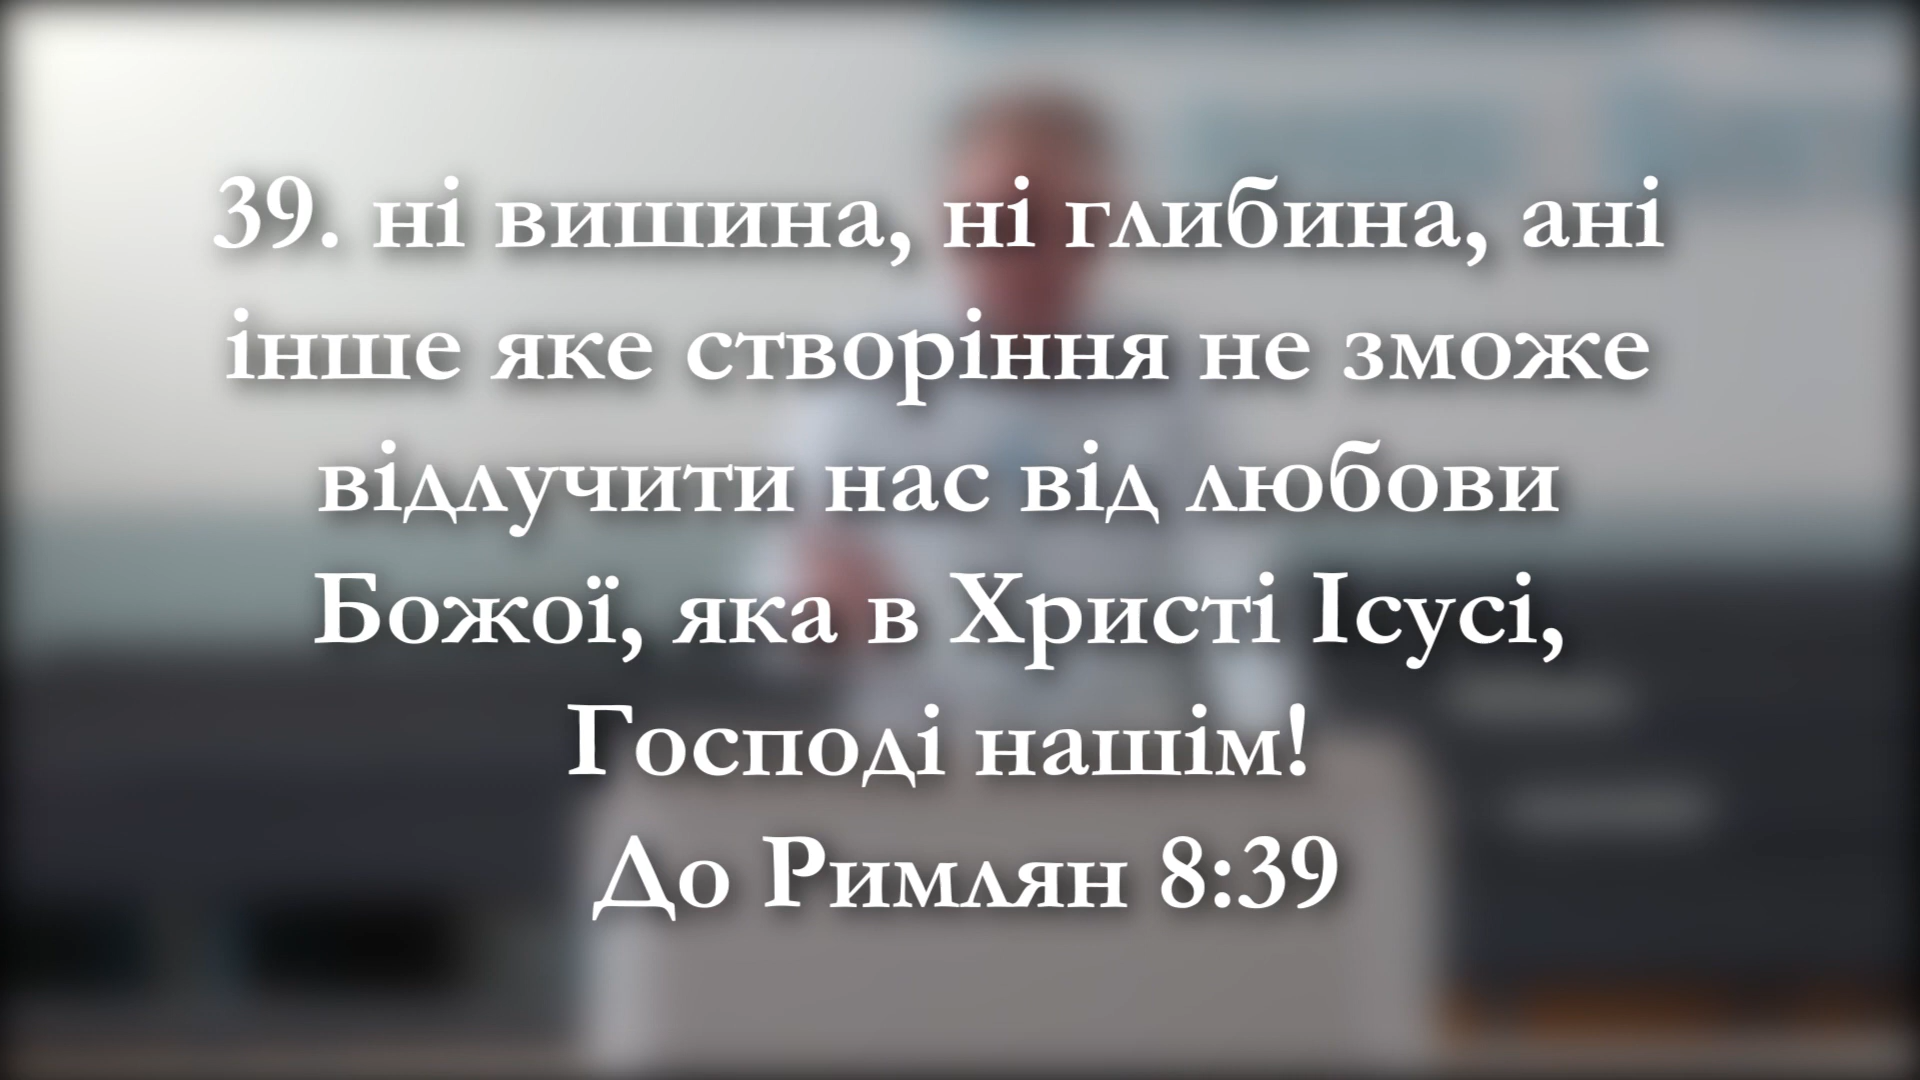 39. ні вишина, ні глибина, ані
інше яке створіння не зможе
відлучити нас від любови
Божої, яка в Христі Ісусі,
Господі нашім!
До Римлян 8:39